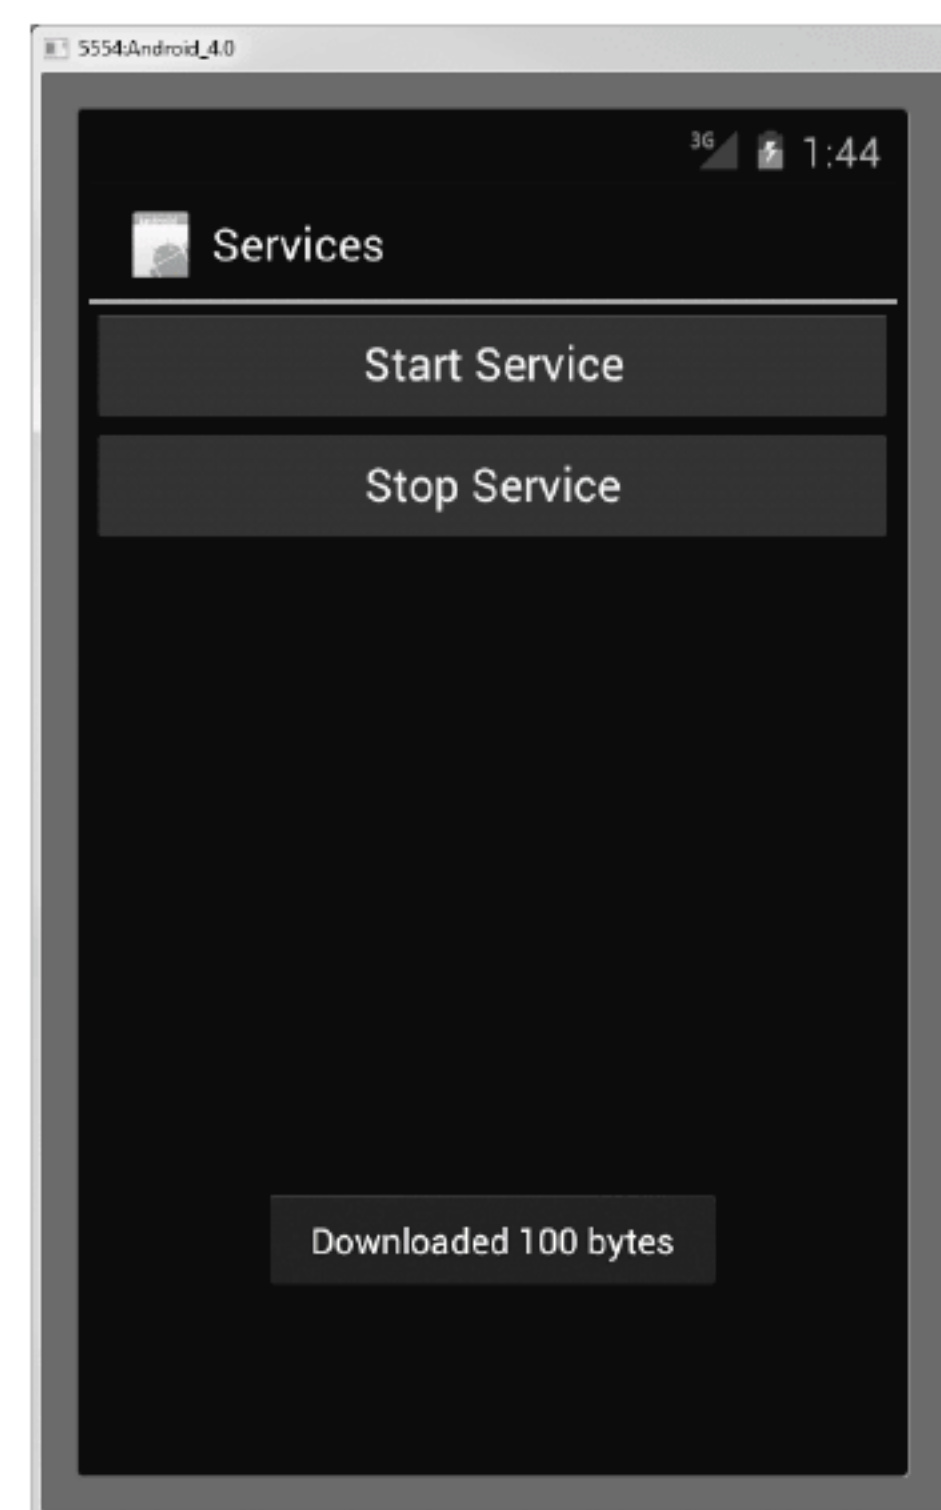 5554:Android_4.0
3G 1:44
Services
Start Service
Stop Service
Downloaded 100 bytes